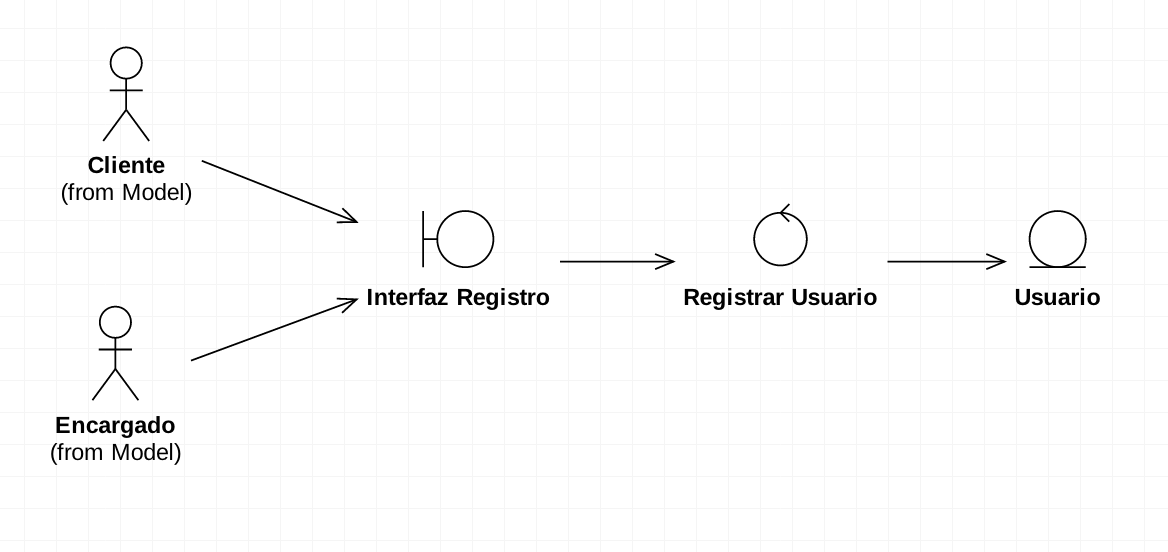 Cliente
(from Model)
Interfaz Registro
Registrar Usuario
Usuario
Encargado
(from Model)